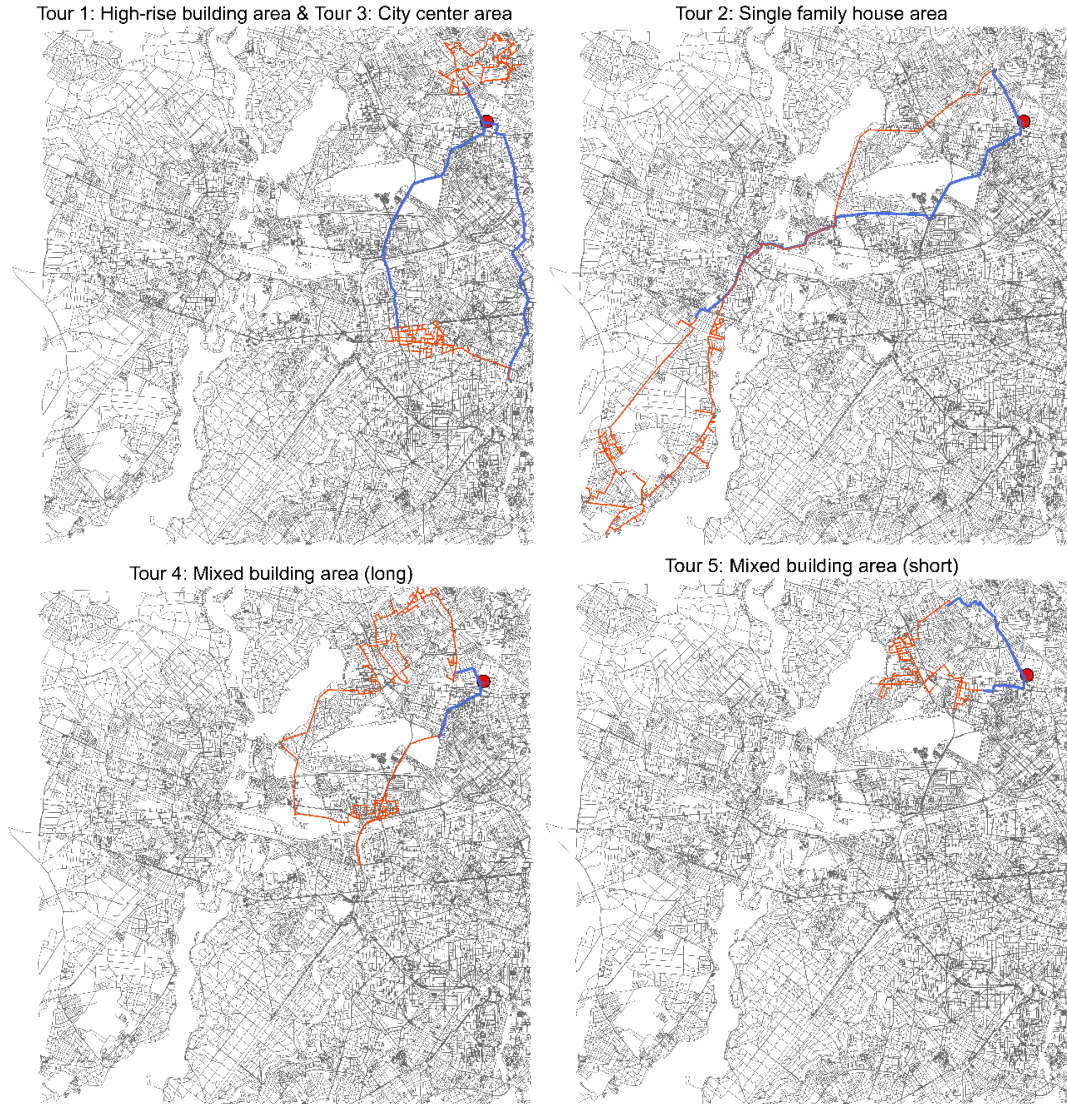 Tour 1: High-rise building area & Tour 3: City center area
Tour 2: Single family house area
Tour 4: Mixed building area (long)
Tour 5: Mixed building area (short)